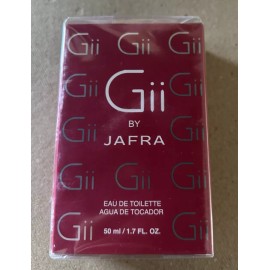 Gii Gii Gii
Gii
BY
JAFRA
Gii Gii Gii
EAU DE TOILETTE
AGUA DE TOCADOR
Gii Gii
50 ml / 1.7 FL. OZ.